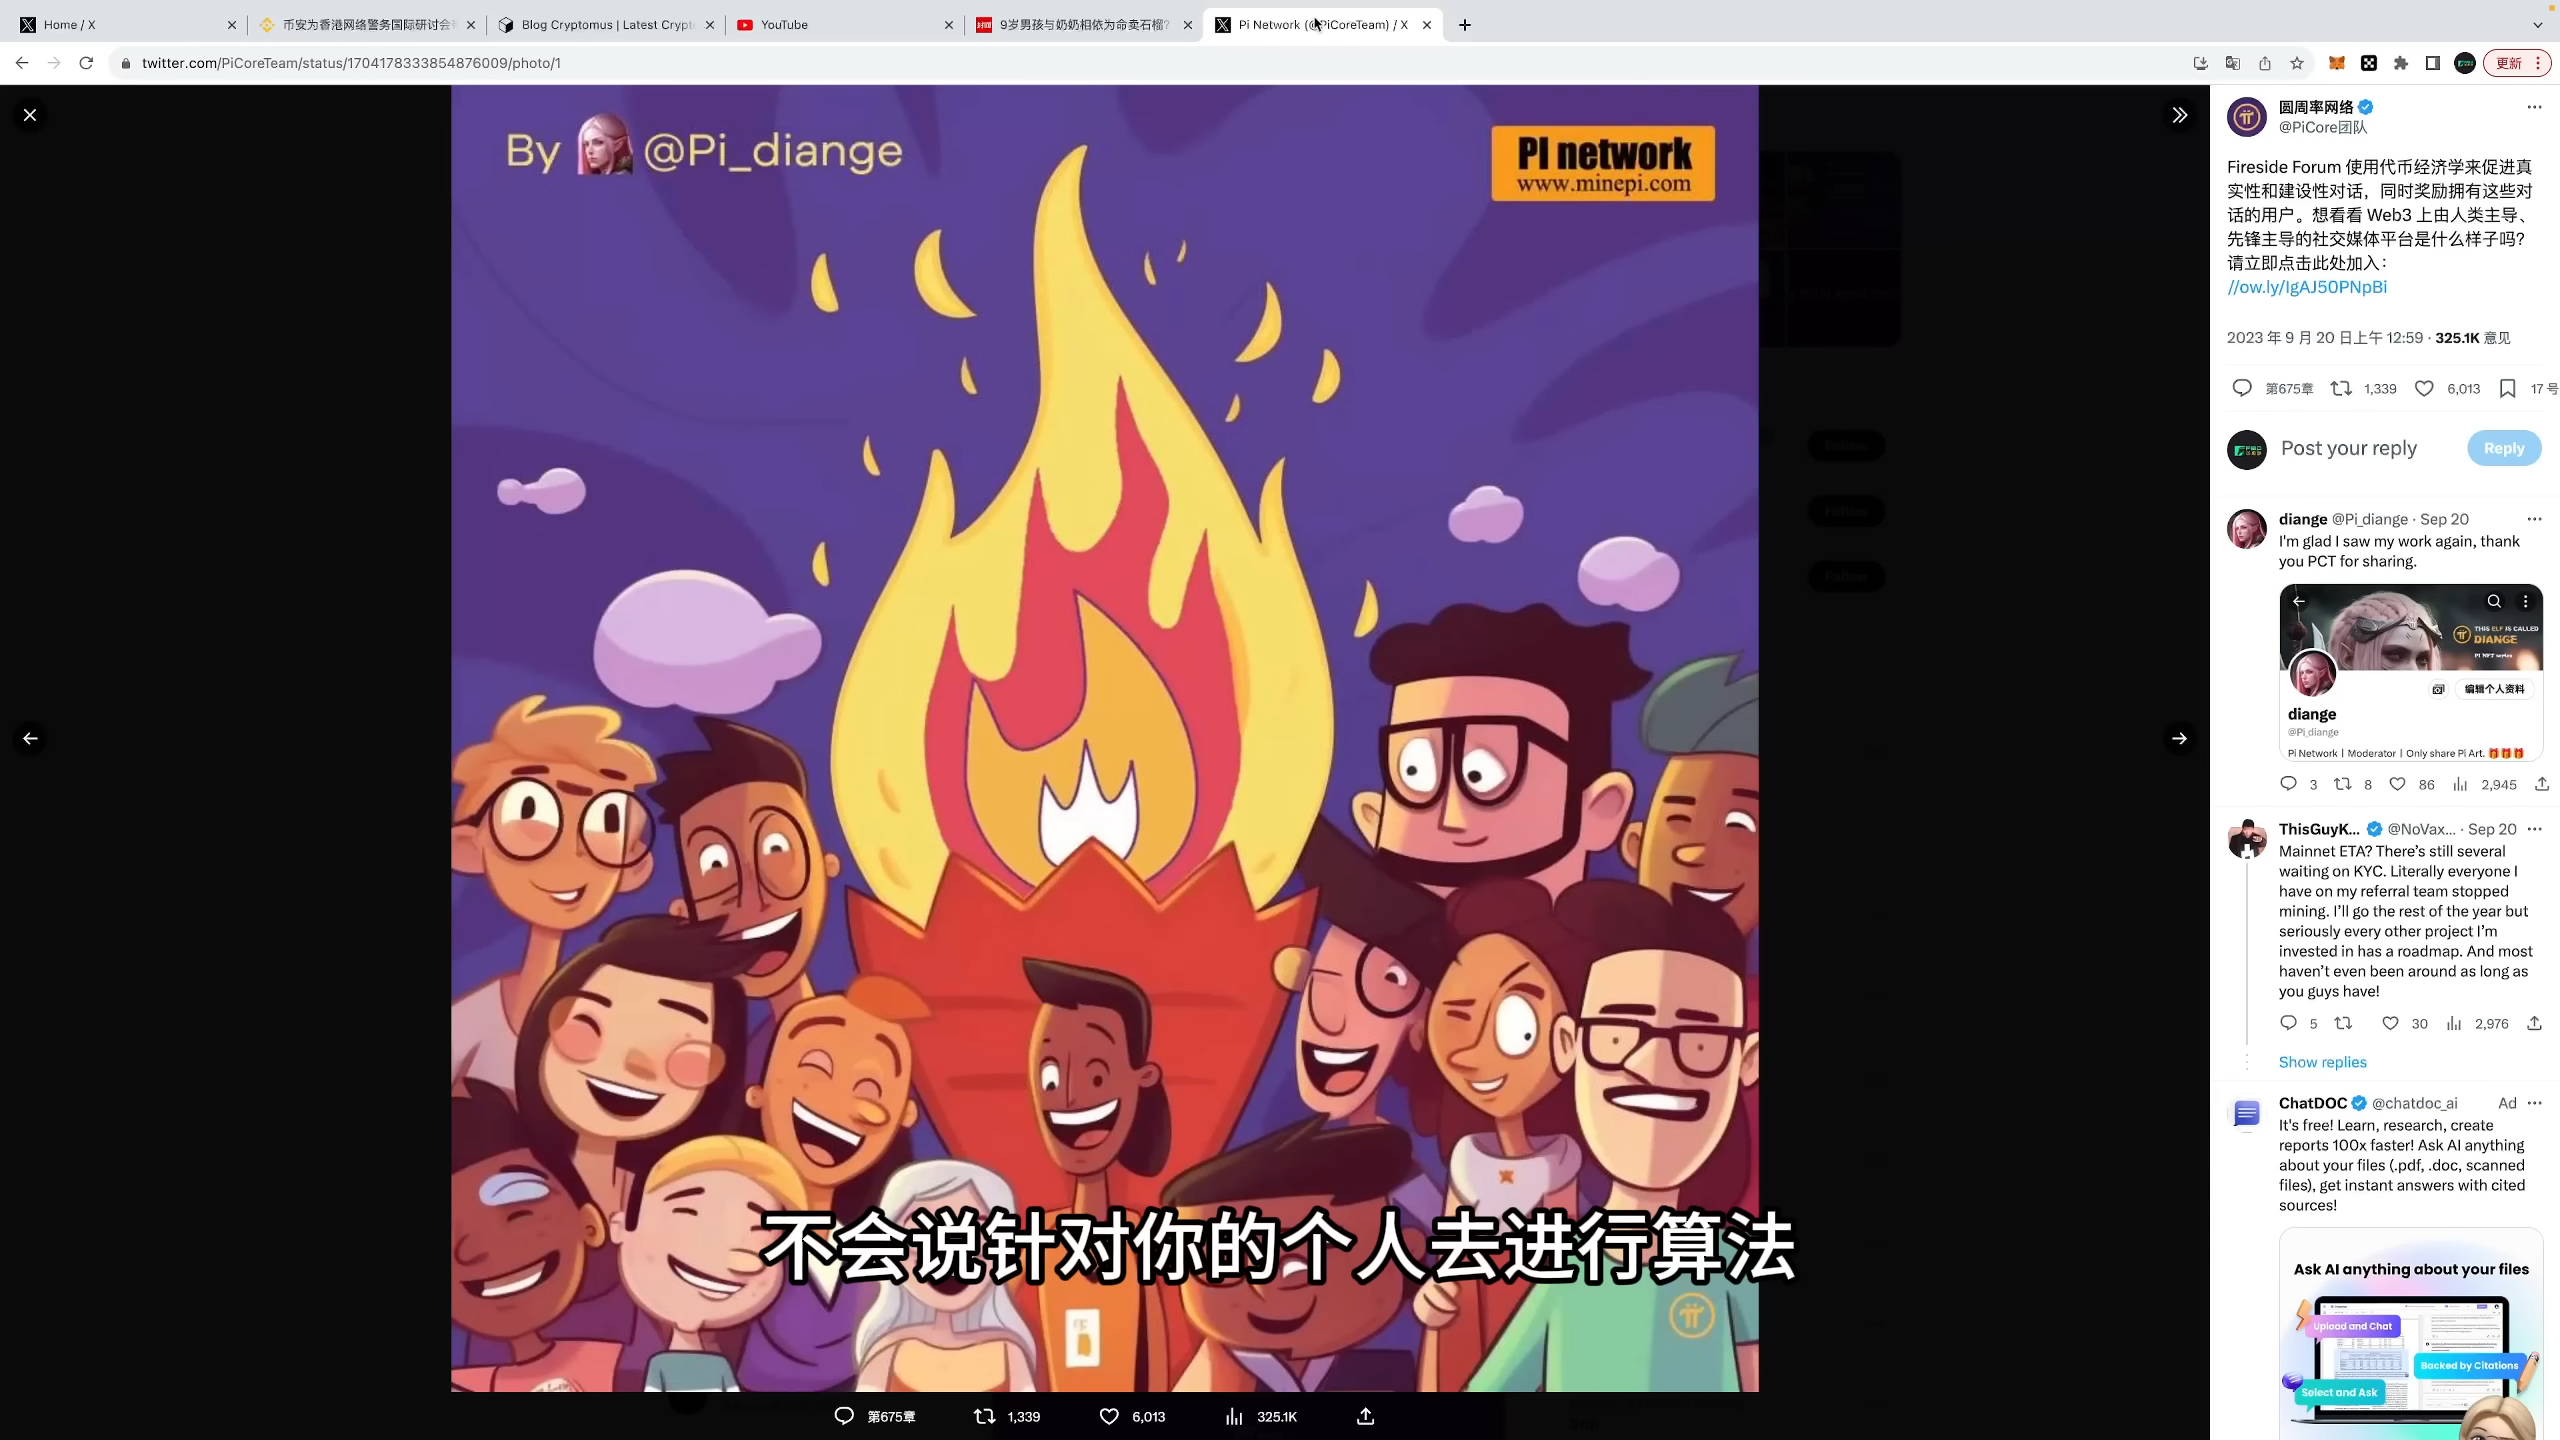 Home / X
币安为香港网络警务国际研讨会
Blog Cryptomus | Latest Crypt
YouTube
9岁男孩与奶奶相依为命卖石榴?
Pi Network (@PiCoreTeam) / X
twitter.com/PiCoreTeam/status/1704178333854876009/photo/1
更新
By @Pi_diange
PI network
www.minepi.com
不会说针对你的个人去进行算法
第675章
1,339
6,013
325.1K
圆周率网络
@PiCore团队
Fireside Forum 使用代币经济学来促进真
实性和建设性对话，同时奖励拥有这些对
话的用户。想看看 Web3 上由人类主导、
先锋主导的社交媒体平台是什么样子吗？
请立即点击此处加入：
//ow.ly/IgAJ50PNpBi
2023 年 9 月 20 日上午 12:59 · 325.1K 意见
第675章 1,339 6,013 17 号
Post your reply
Reply
diange @Pi_diange · Sep 20
I'm glad I saw my work again, thank
you PCT for sharing.
THIS ELF IS CALLED
DIANGE
PI NFT series
编辑个人资料
diange
@Pi_diange
Pi Network | Moderator | Only share Pi Art. 🎁🎁🎁
3 8 86 2,945
ThisGuyK... @NoVax... · Sep 20
Mainnet ETA? There’s still several
waiting on KYC. Literally everyone I
have on my referral team stopped
mining. I’ll go the rest of the year but
seriously every other project I’m
invested in has a roadmap. And most
haven’t even been around as long as
you guys have!
5 30 2,976
Show replies
ChatDOC @chatdoc_ai Ad
It's free! Learn, research, create
reports 100x faster! Ask AI anything
about your files (.pdf, .doc, scanned
files), get instant answers with cited
sources!
Ask AI anything about your files
Upload and Chat
Backed by Citations
Select and Ask